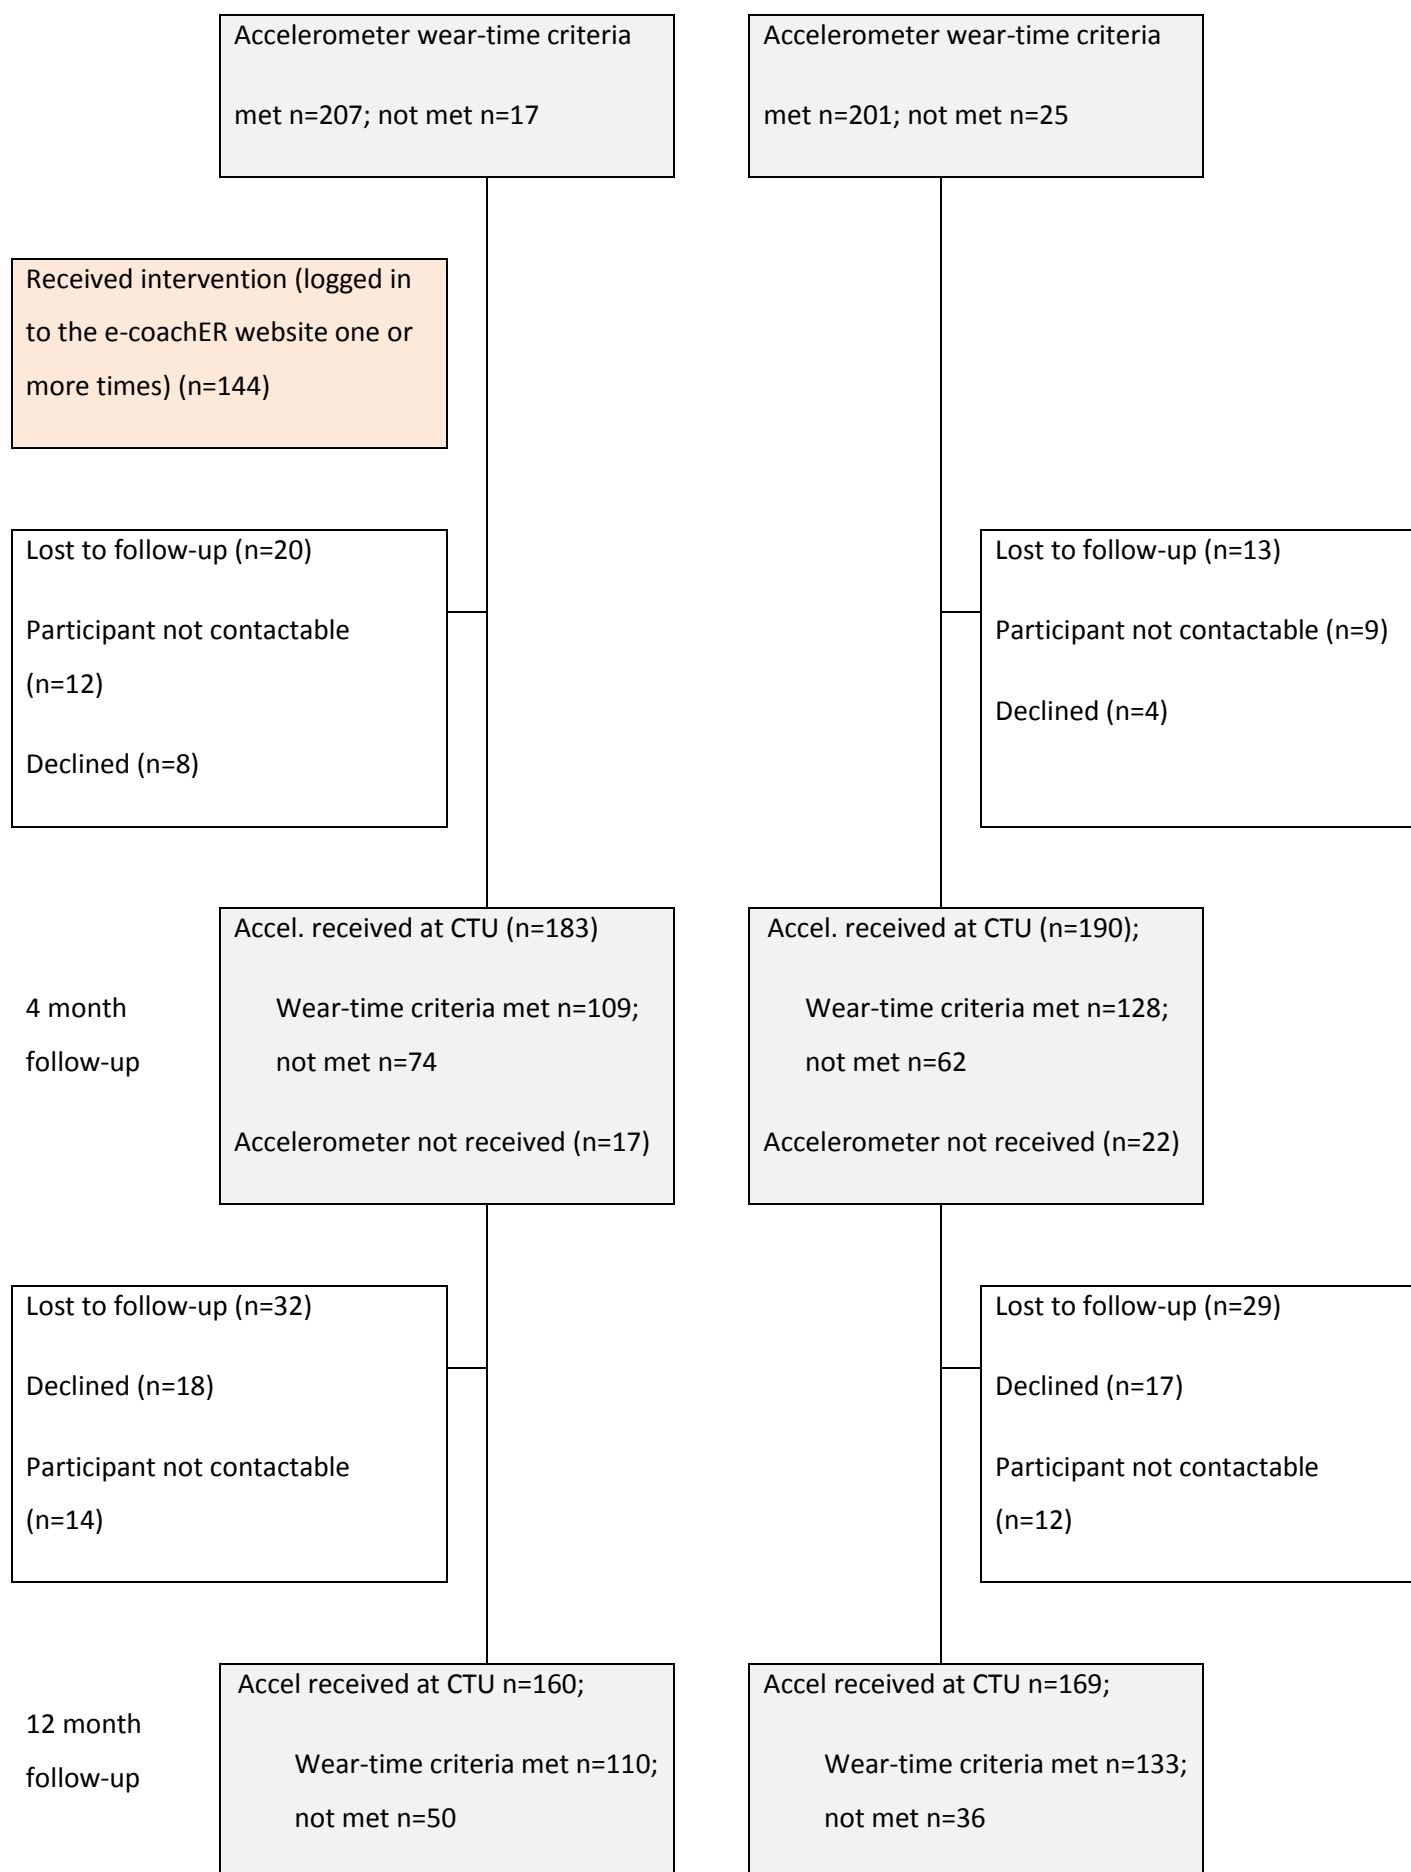 Accelerometer wear-time criteria
met n=207; not met n=17
Accelerometer wear-time criteria
met n=201; not met n=25
Received intervention (logged in
to the e-coachER website one or
more times) (n=144)
Lost to follow-up (n=20)
Participant not contactable
(n=12)
Declined (n=8)
Lost to follow-up (n=13)
Participant not contactable (n=9)
Declined (n=4)
4 month
follow-up
Accel. received at CTU (n=183)
Wear-time criteria met n=109;
not met n=74
Accelerometer not received (n=17)
Accel. received at CTU (n=190);
Wear-time criteria met n=128;
not met n=62
Accelerometer not received (n=22)
Lost to follow-up (n=32)
Declined (n=18)
Participant not contactable
(n=14)
Lost to follow-up (n=29)
Declined (n=17)
Participant not contactable
(n=12)
12 month
follow-up
Accel received at CTU n=160;
Wear-time criteria met n=110;
not met n=50
Accel received at CTU n=169;
Wear-time criteria met n=133;
not met n=36